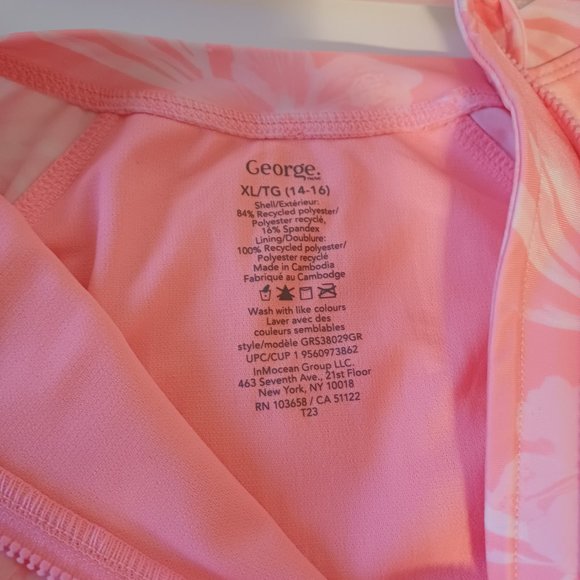 George.
XL/TG (14-16)
Shell/Extérieur:
84% Recycled polyester/
Polyester recyclé,
16% Spandex
Lining/Doublure:
100% Recycled polyester/
Polyester recyclé
Made in Cambodia
Fabriqué au Cambodge
Wash with like colours
Laver avec des
couleurs semblables
style/modèle GRS38029GR
UPC/CUP 1 9560973862
InMocean Group LLC.
463 Seventh Ave., 21st Floor
New York, NY 10018
RN 103658 / CA 51122
T23